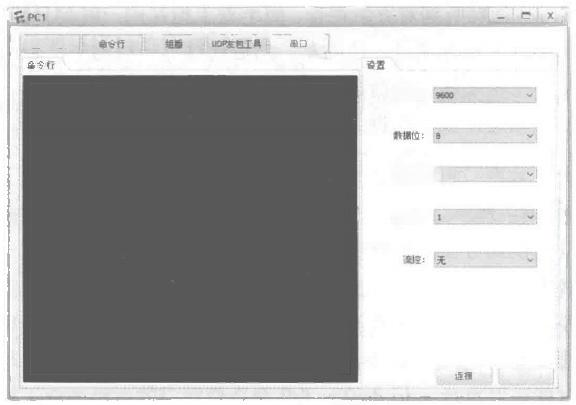 PC1
命令行 组播 UDP发包工具 串口
命令行
设置
9600
数据位: 8
1
流控: 无
连接